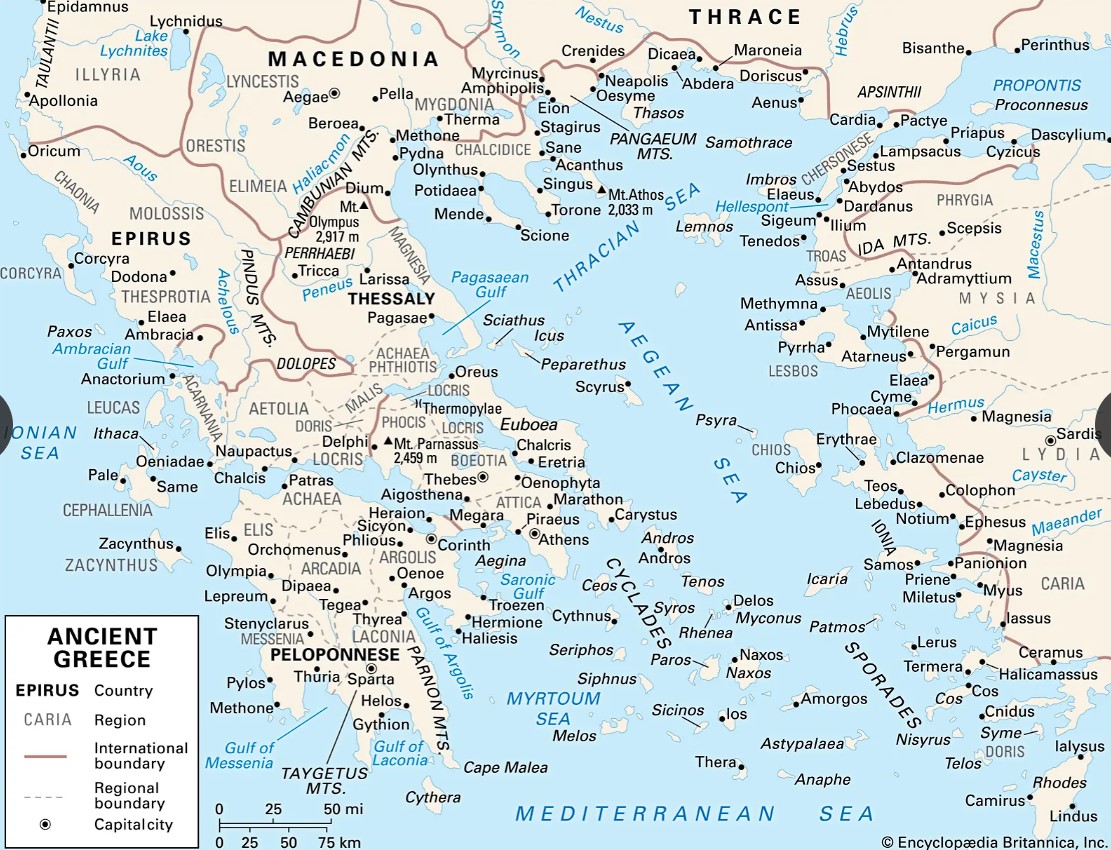 Epidamnus
TAULANTII
Lychnidus
Lake
Lychnites
ILLYRIA
Apollonia
Oricum
MACEDONIA
LYNCESTIS
Aegae
Pella
Beroea
ORESTIS
ELIMEIA
Haliacmon
CAMBUNIAN MTS.
MYGDONIA
Therma
Methone
Pydna
Dium
CHALCIDICE
Olynthus
Potidaea
Mende
Scione
Strymon
Nestus
THRACE
Hebrus
Crenides
Dicaea
Maroneia
Bisanthe
Perinthus
Myrcinus
Amphipolis
Neapolis
Oesyme
Abdera
Doriscus
Eion
Thasos
Aenus
APSINTHII
PROPONTIS
Proconnesus
Stagirus
Sane
Acanthus
Singus
Torone
PANGAEUM
MTS.
Samothrace
Mt.Athos
2,033 m
Cardia
Pactye
Priapus
Dascylium
Lampsacus
Cyzicus
CHERSONESE
Sestus
Imbros
Elaeus
Abydos
Hellespont
Dardanus
Sigeum
Ilium
PHRYGIA
Lemnos
Tenedos
IDA MTS.
Scepsis
Macestus
THRACIAN SEA
TROAS
Antandrus
Adramyttium
Assus
AEOLIS
MYSIA
Methymna
Antissa
Mytilene
Caicus
Pyrrha
Atarneus
Pergamun
LESBOS
Elaea
Cyme
Phocaea
Hermus
Magnesia
Sardis
LYDIA
CHAONIA
Aous
MOLOSSIS
EPIRUS
CORCYRA
Corcyra
Dodona
THESPROTIA
Achelous
PINDUS MTS.
Elaea
Paxos
Ambracia
Ambracian
Gulf
Anactorium
Mt.
Olympus
2,917 m
PERRHAEBI
Tricca
Larissa
Peneus
MAGNESIA
THESSALY
Pagasae
Pagasaean
Gulf
Sciathus
Icus
Peparethus
Scyrus
AEGEAN SEA
DOLOPES
ACHAEA
PHTHIOTIS
Oreus
LEUCAS
ACARNANIA
AETOLIA
MALIS
LOCRIS
Thermopylae
DORIS
PHOCIS
LOCRIS
Euboea
IONIAN
SEA
Ithaca
Oeniadae
Naupactus
Delphi
LOCRIS
Mt. Parnassus
2,459 m
BOEOTIA
Chalcris
Eretria
Pale
Same
Chalcis
Patras
Thebes
Oenophyta
CEPHALLENIA
ACHAEA
Aigosthena
ATTICA
Marathon
Psyra
CHIOS
Chios
Erythrae
Clazomenae
Cayster
Teos
Colophon
Lebedus
Notium
Ephesus
Maeander
IONIA
Magnesia
Samos
Panionion
Icaria
Priene
Myus
Miletus
CARIA
Iassus
Elis
ELIS
Heraion
Megara
Piraeus
Athens
Carystus
Sicyon
Phlious
Corinth
Zacynthus
ZACYNTHUS
Orchomenus
ARGOLIS
Aegina
Saronic
Gulf
Andros
Andros
Olympia
ARCADIA
Oenoe
Dipaea
Argos
Ceos
Tenos
Lepreum
Tegea
Troezen
CYCLADES
Syros
Delos
Myconus
Rhenea
Thyrea
Hermione
Cythnus
Stenyclarus
LACONIA
Haliesis
MESSENIA
Gulf of Argolis
Seriphos
Paros
Naxos
Naxos
Patmos
PELOPONNESE
Thuria
Sparta
PARNON MTS.
Siphnus
SPORADES
Lerus
Termera
Ceramus
Halicarnassus
Pylos
Helos
Methone
Gythion
MYRTOUM
SEA
Melos
Sicinos
Ios
Amorgos
Cos
Cos
Cnidus
Nisyrus
Syme
DORIS
Gulf of
Messenia
Gulf of
Laconia
TAYGETUS
MTS.
Cape Malea
Cythera
Thera
Astypalaea
Anaphe
Telos
Ialysus
Rhodes
Camirus
Lindus
MEDITERRANEAN SEA
ANCIENT
GREECE
EPIRUS Country
CARIA Region
International
boundary
Regional
boundary
Capital city
0 25 50 mi
0 25 50 75 km
© Encyclopædia Britannica, Inc.